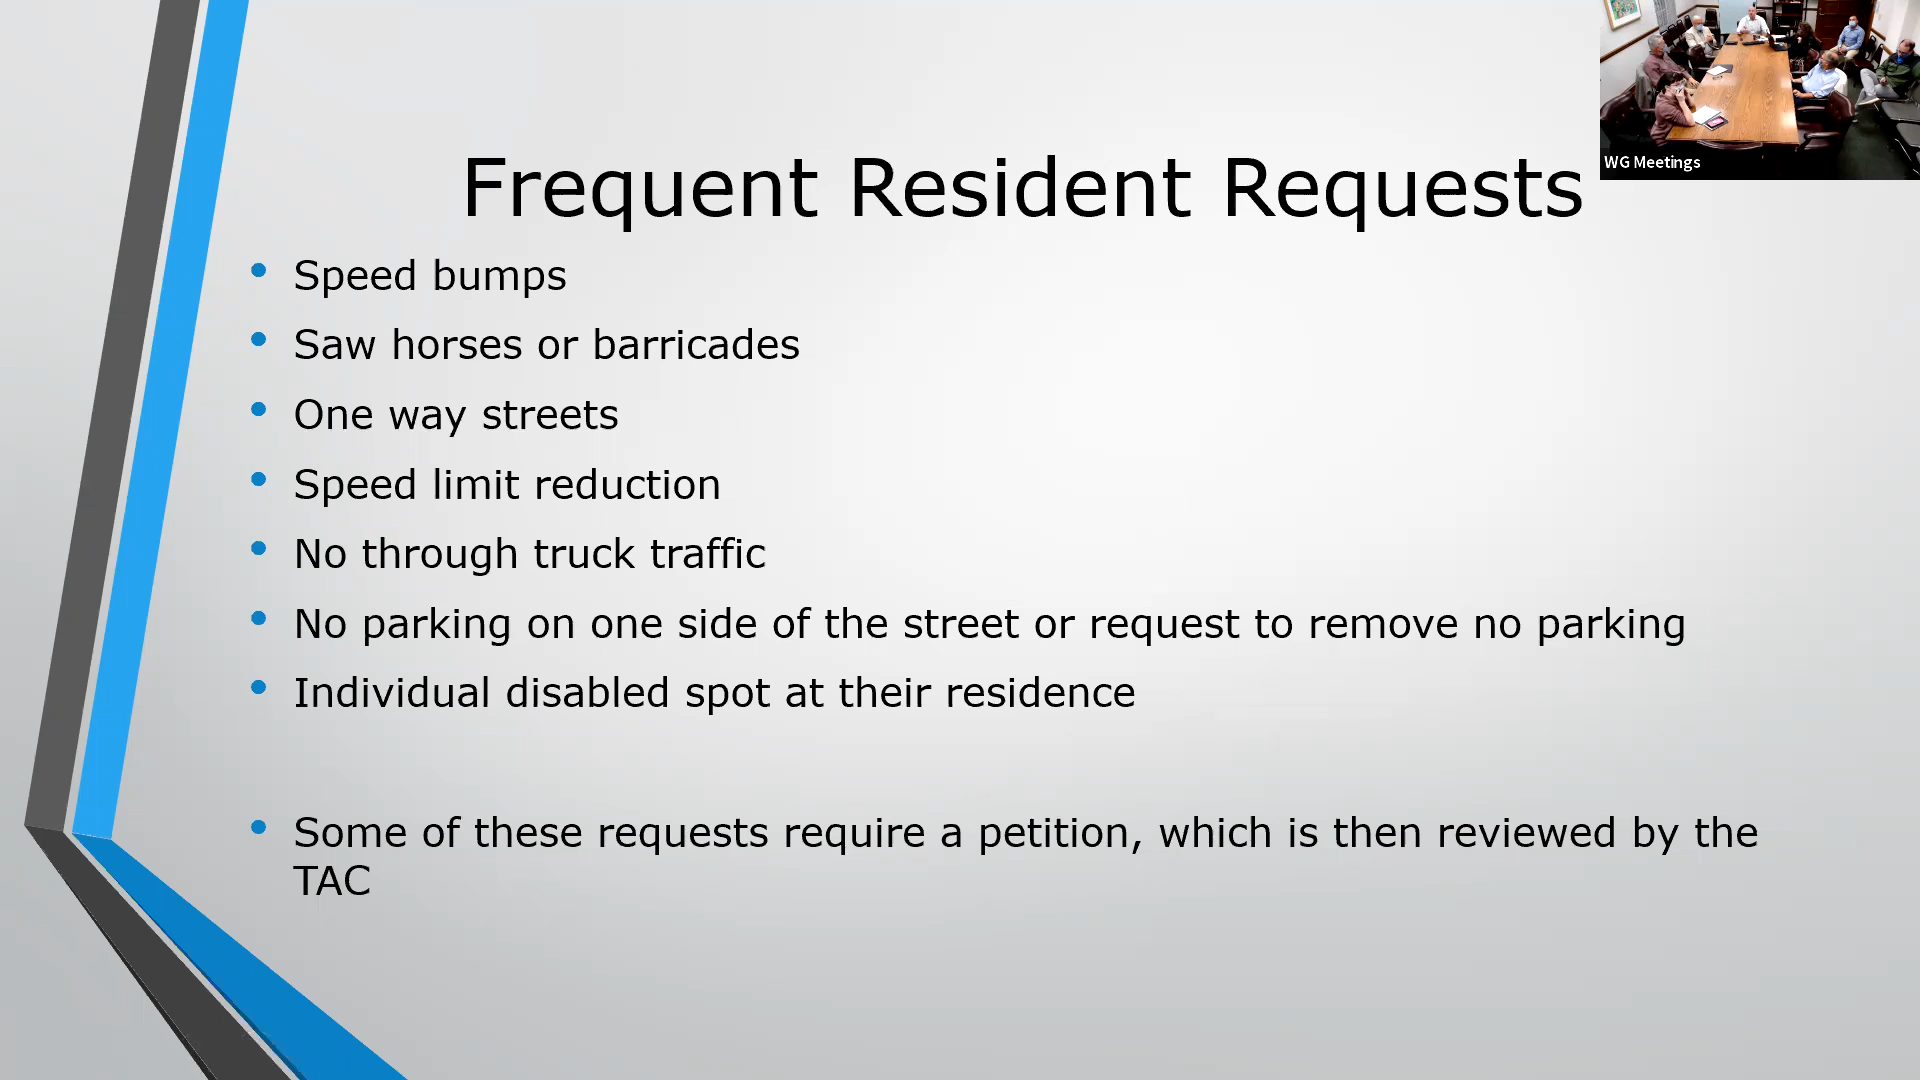 WG Meetings
Frequent Resident Requests
• Speed bumps
• Saw horses or barricades
• One way streets
• Speed limit reduction
• No through truck traffic
• No parking on one side of the street or request to remove no parking
• Individual disabled spot at their residence
• Some of these requests require a petition, which is then reviewed by the
TAC